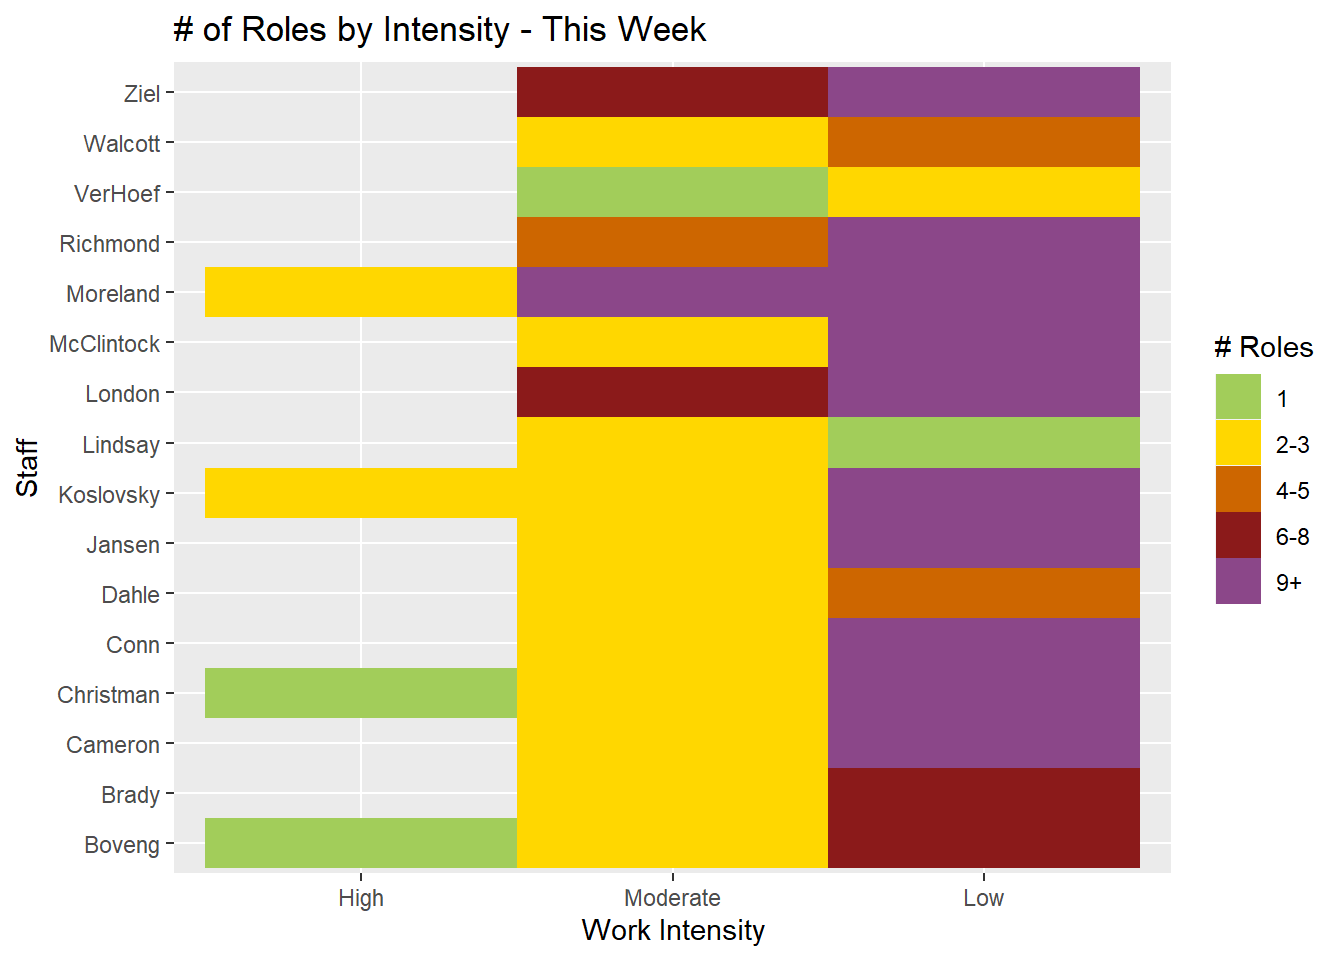 # of Roles by Intensity - This Week
Ziel
Walcott
VerHoef
Richmond
Moreland
McClintock
London
Lindsay
Koslovsky
Jansen
Dahle
Conn
Christman
Cameron
Brady
Boveng
Staff
High
Moderate
Low
Work Intensity
# Roles
1
2-3
4-5
6-8
9+